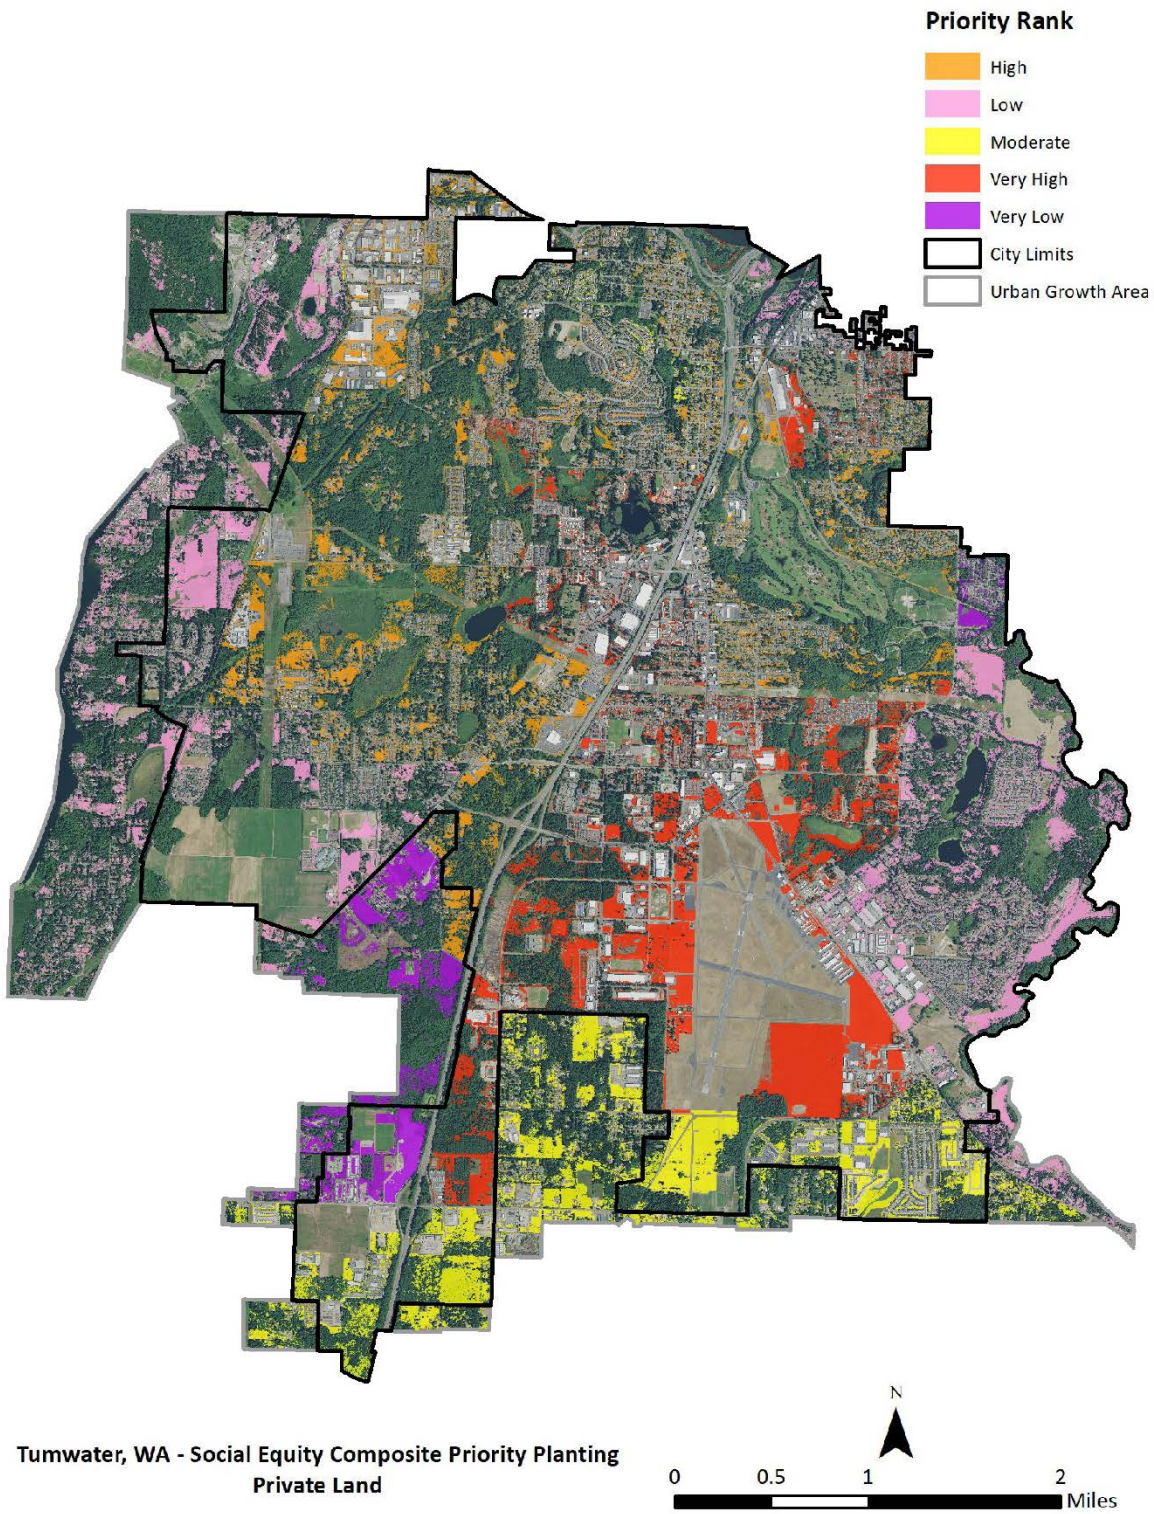 Priority Rank
High
Low
Moderate
Very High
Very Low
City Limits
Urban Growth Area
Tumwater, WA - Social Equity Composite Priority Planting
Private Land
N
0 0.5 1 2
Miles